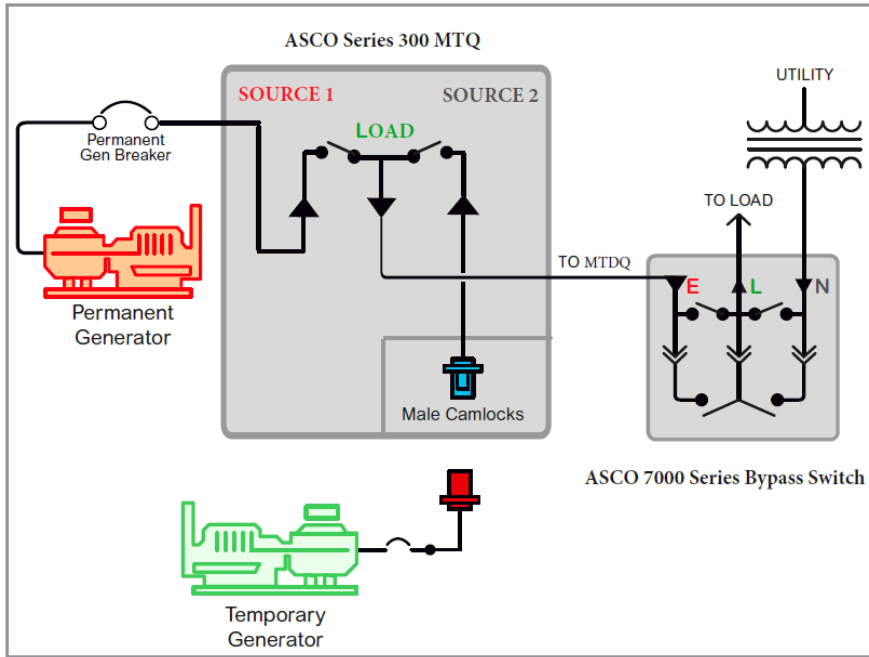 ASCO Series 300 MTQ
SOURCE 1
SOURCE 2
LOAD
UTILITY
Permanent
Gen Breaker
TO LOAD
TO MTDQ
E
L
N
Permanent
Generator
Male Camlocks
ASCO 7000 Series Bypass Switch
Temporary
Generator